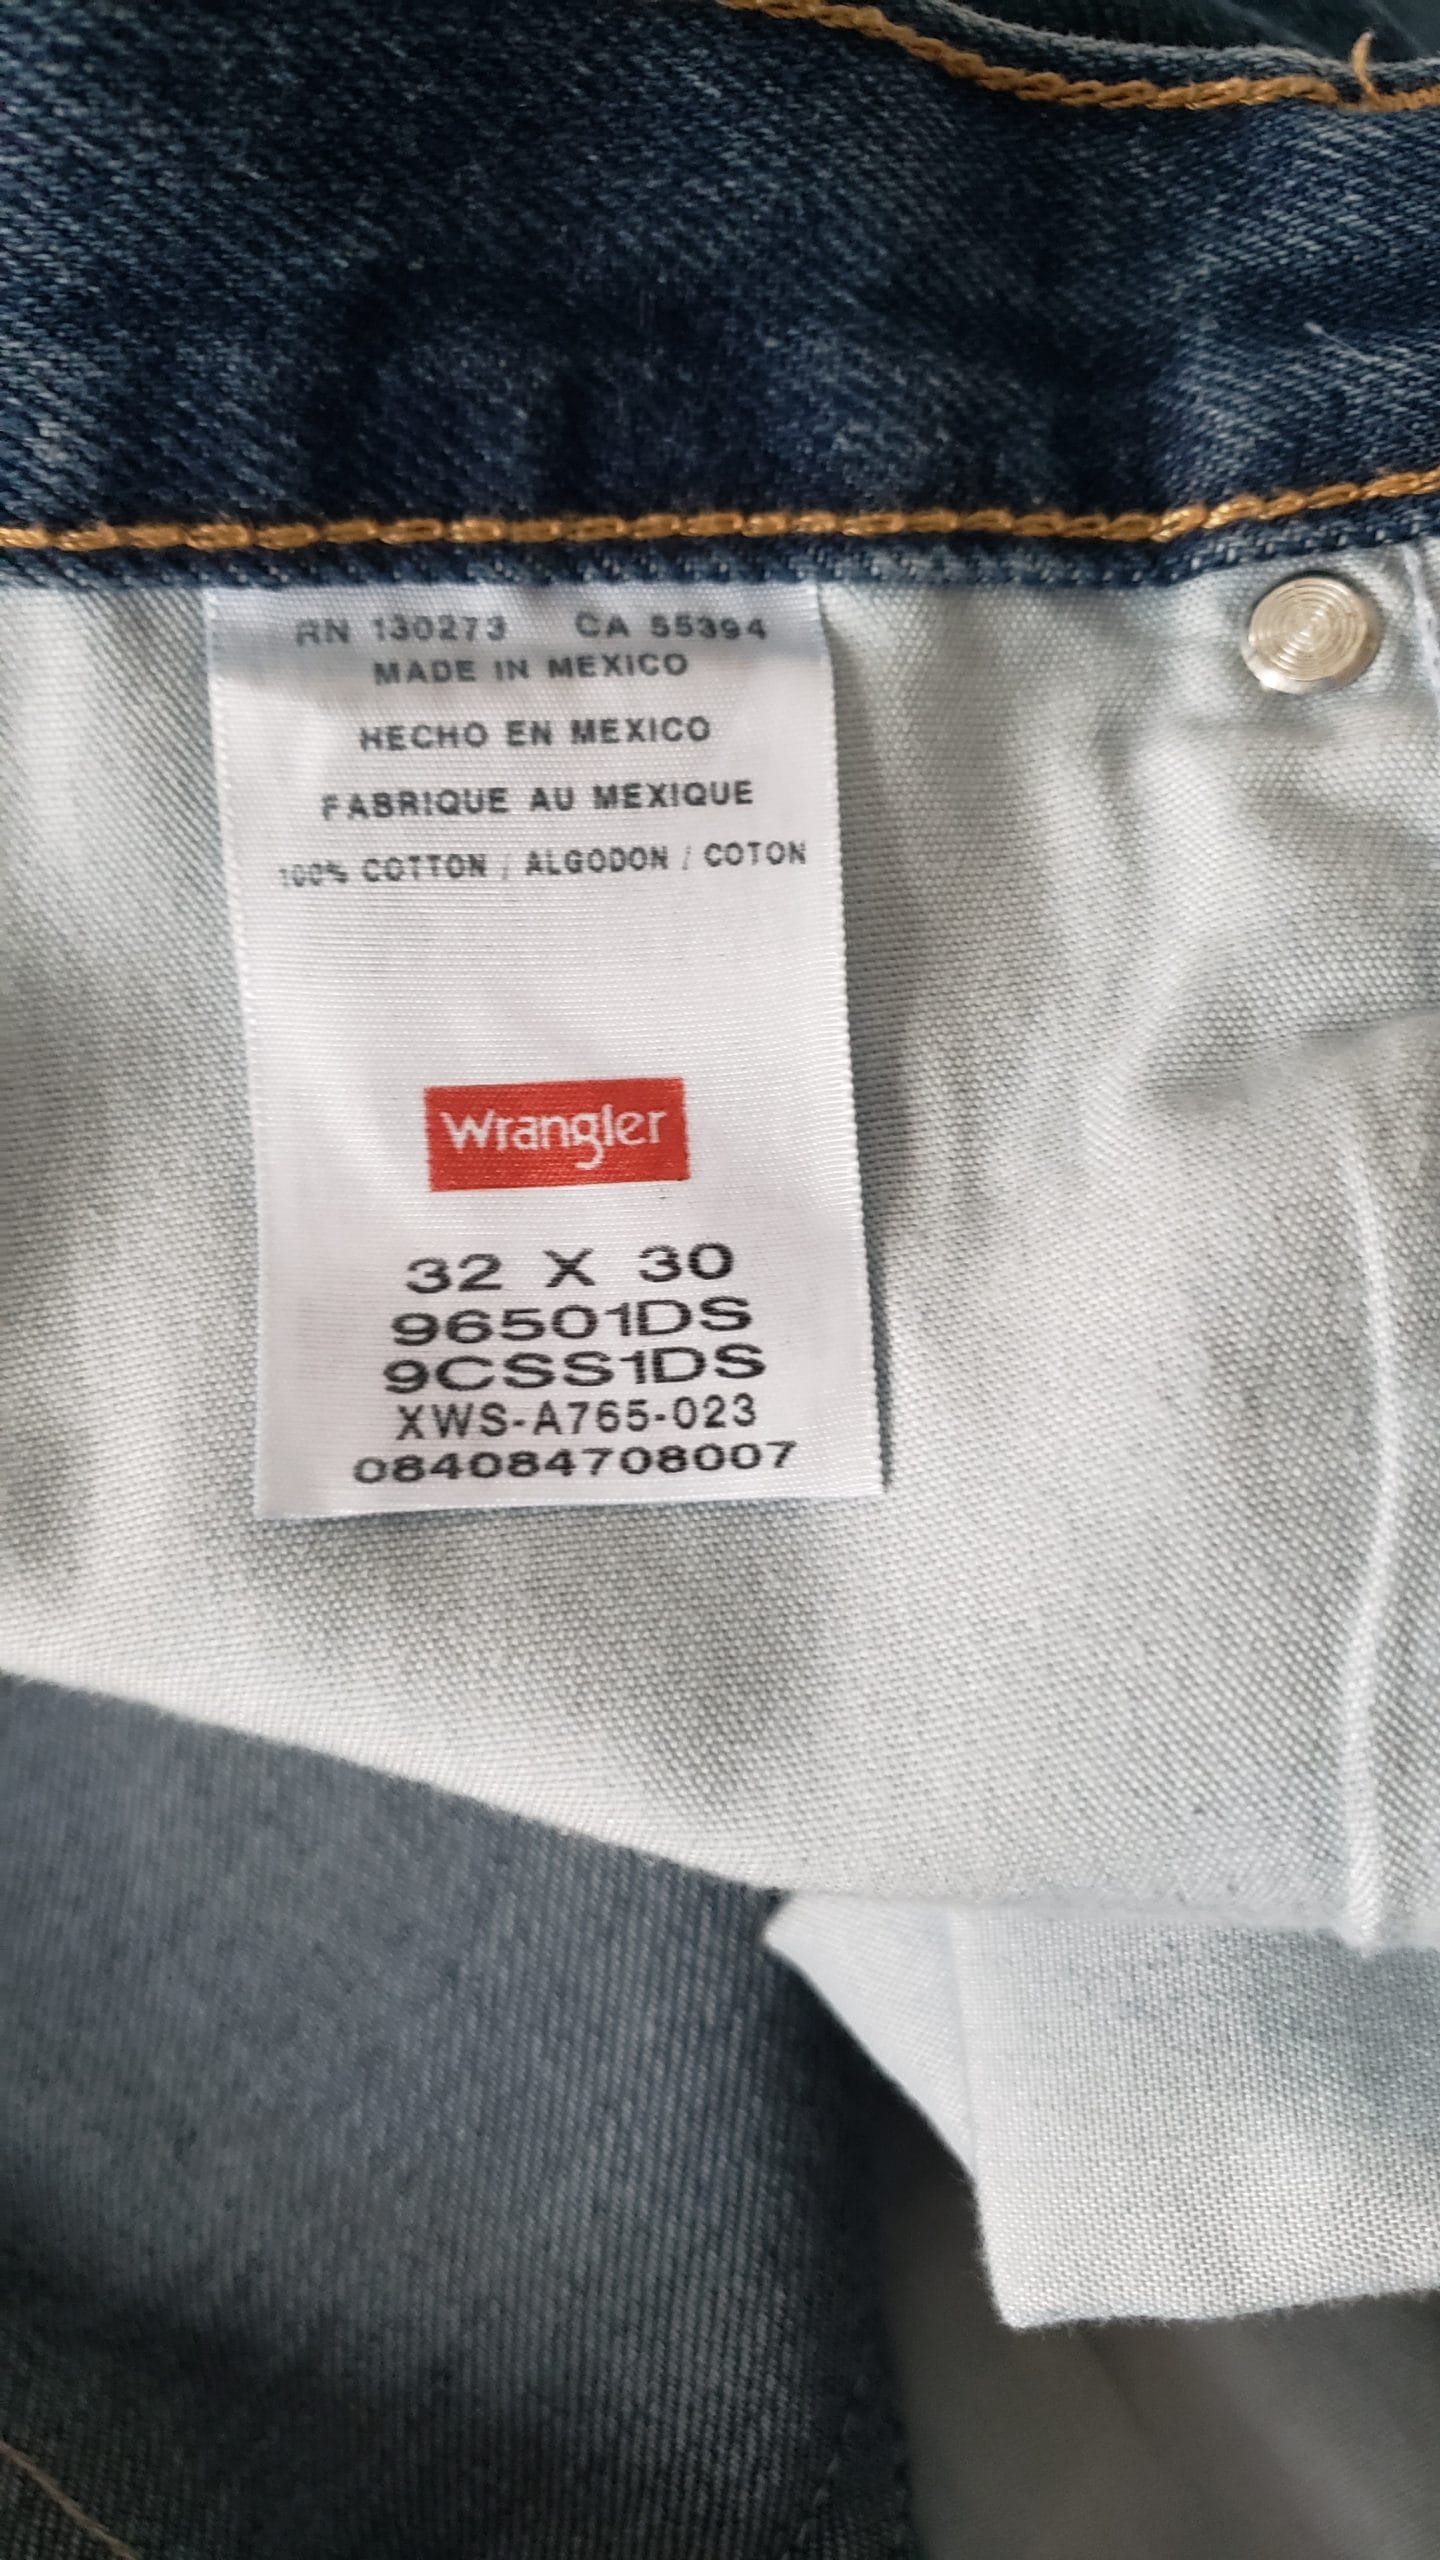 RN 130273 CA 55394
MADE IN MEXICO
HECHO EN MEXICO
FABRIQUE AU MEXIQUE
100% COTTON / ALGODON / COTON
Wrangler
32 X 30
96501DS
9CSS1DS
XWS-A765-023
084084708007